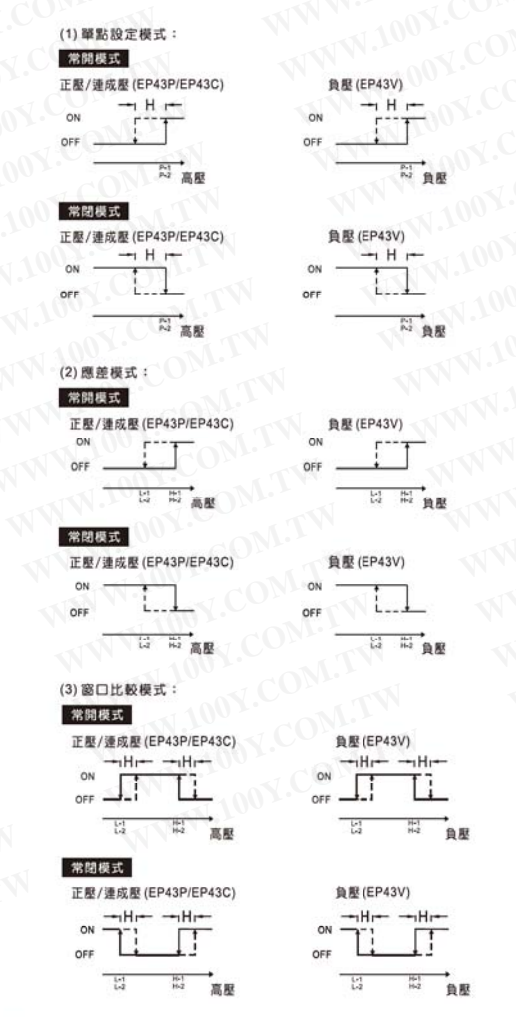 (1) 單點設定模式：
常開模式
正壓/連成壓 (EP43P/EP43C)
H
ON
OFF
P-1
P-2
高壓
負壓 (EP43V)
H
ON
OFF
P-1
P-2
負壓
常閉模式
正壓/連成壓 (EP43P/EP43C)
H
ON
OFF
P-1
P-2
高壓
負壓 (EP43V)
H
ON
OFF
P-1
P-2
負壓
(2) 應差模式：
常開模式
正壓/連成壓 (EP43P/EP43C)
ON
OFF
L-1 H-1
L-2 H-2
高壓
負壓 (EP43V)
ON
OFF
L-1 H-1
L-2 H-2
負壓
常閉模式
正壓/連成壓 (EP43P/EP43C)
ON
OFF
L-1 H-1
L-2 H-2
高壓
負壓 (EP43V)
ON
OFF
L-1 H-1
L-2 H-2
負壓
(3) 窗口比較模式：
常開模式
正壓/連成壓 (EP43P/EP43C)
H H
ON
OFF
L-1 H-1
L-2 H-2
高壓
負壓 (EP43V)
H H
ON
OFF
L-1 H-1
L-2 H-2
負壓
常閉模式
正壓/連成壓 (EP43P/EP43C)
H H
ON
OFF
L-1 H-1
L-2 H-2
高壓
負壓 (EP43V)
H H
ON
OFF
L-1 H-1
L-2 H-2
負壓
WWW.100Y.COM.TW